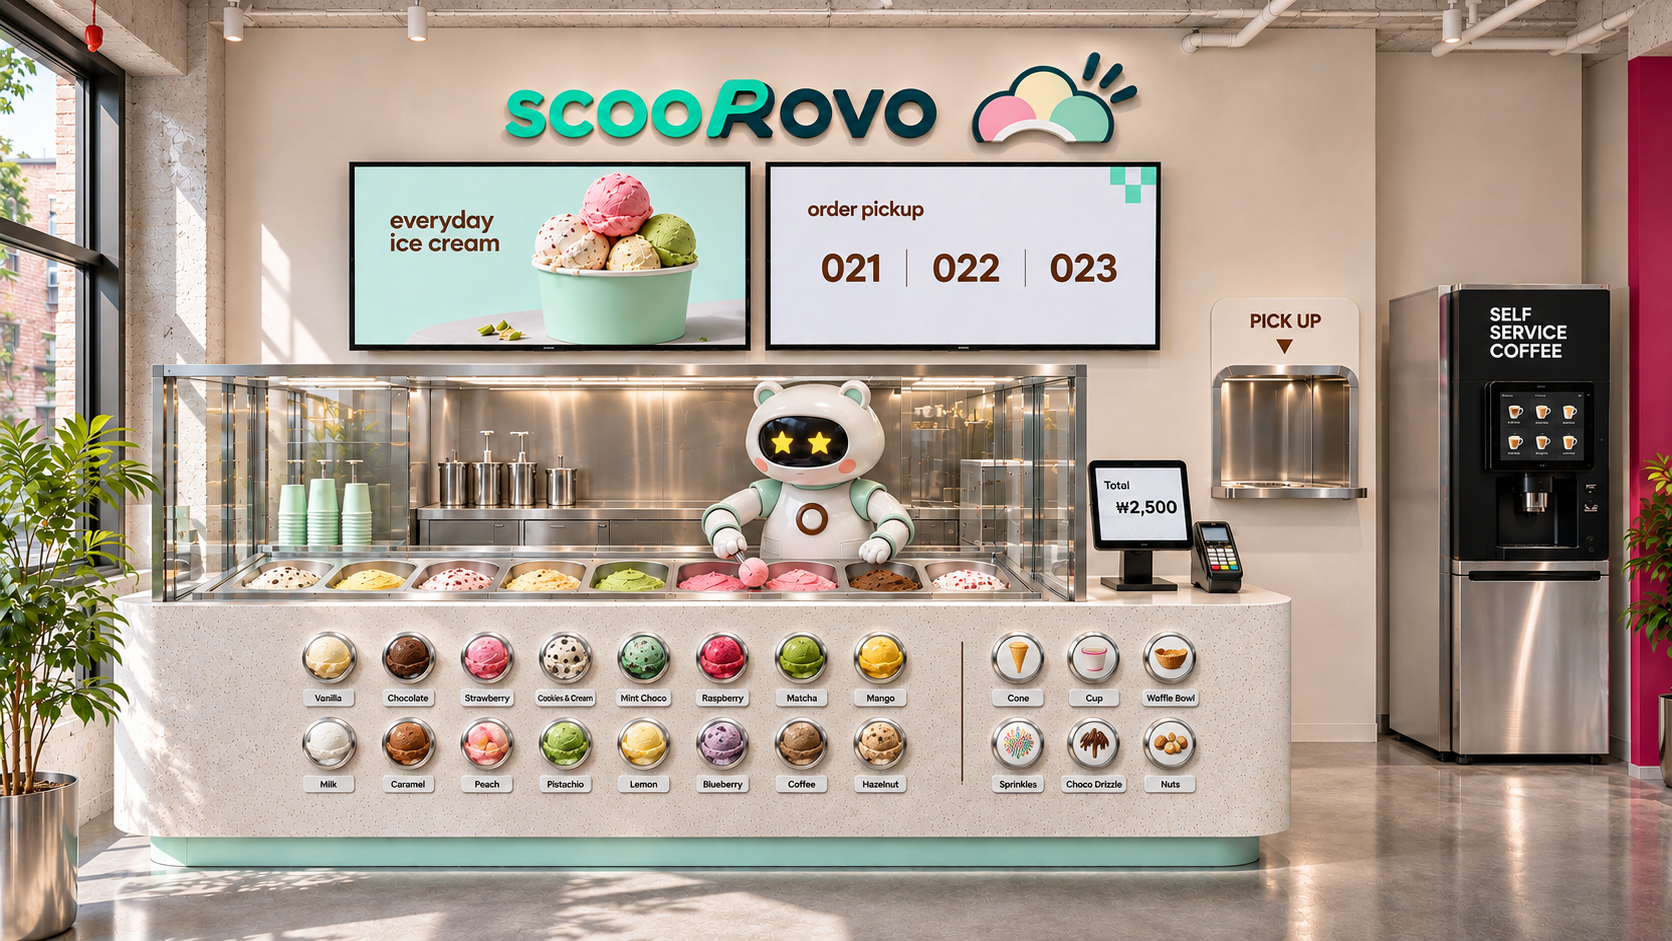 scooRovo
everyday
ice cream
order pickup
021
022
023
PICK UP
SELF
SERVICE
COFFEE
Total
₩2,500
Vanilla
Chocolate
Strawberry
Cookies & Cream
Mint Choco
Raspberry
Matcha
Mango
Cone
Cup
Waffle Bowl
Milk
Caramel
Peach
Pistachio
Lemon
Blueberry
Coffee
Hazelnut
Sprinkles
Choco Drizzle
Nuts